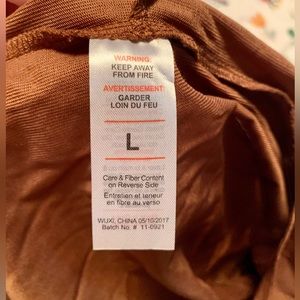 WARNING:
KEEP AWAY
FROM FIRE
AVERTISSEMENT:
GARDER
LOIN DU FEU
L
Care & Fiber Content
on Reverse Side
Entretien et teneur
en fibre au verso
WUXI, CHINA 05/10/2017
Batch No. # 11-0921